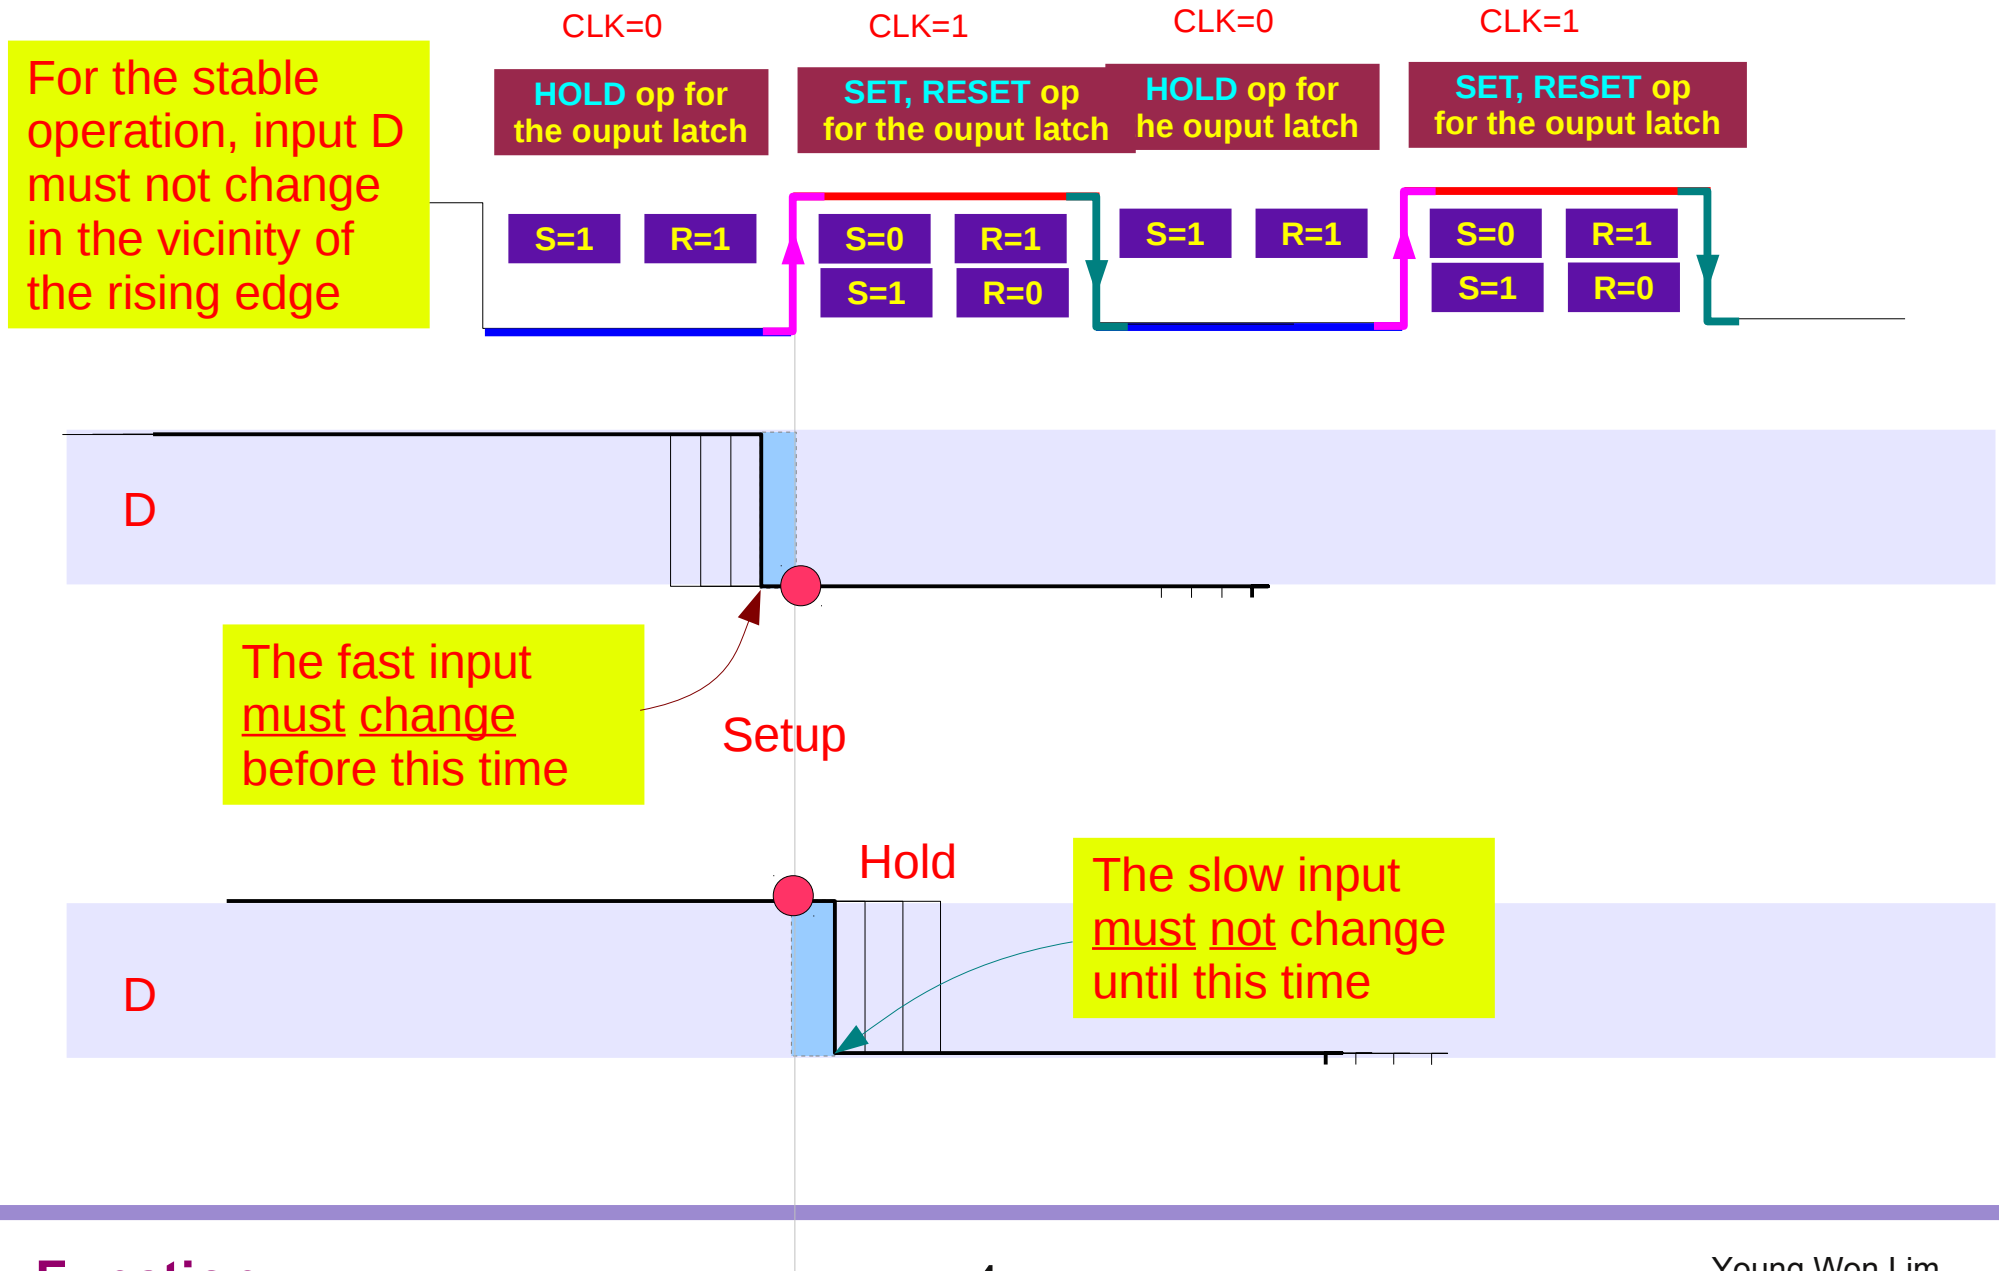 CLK=0
CLK=1
CLK=0
CLK=1
For the stable
operation, input D
must not change
in the vicinity of
the rising edge
HOLD op for
the ouput latch
SET, RESET op
for the ouput latch
HOLD op for
he ouput latch
SET, RESET op
for the ouput latch
S=1 R=1
S=0 R=1
S=1 R=0
S=1 R=1
S=0 R=1
S=1 R=0
D
The fast input
must change
before this time
Setup
Hold
The slow input
must not change
until this time
D
Function
4
Young Won Lim